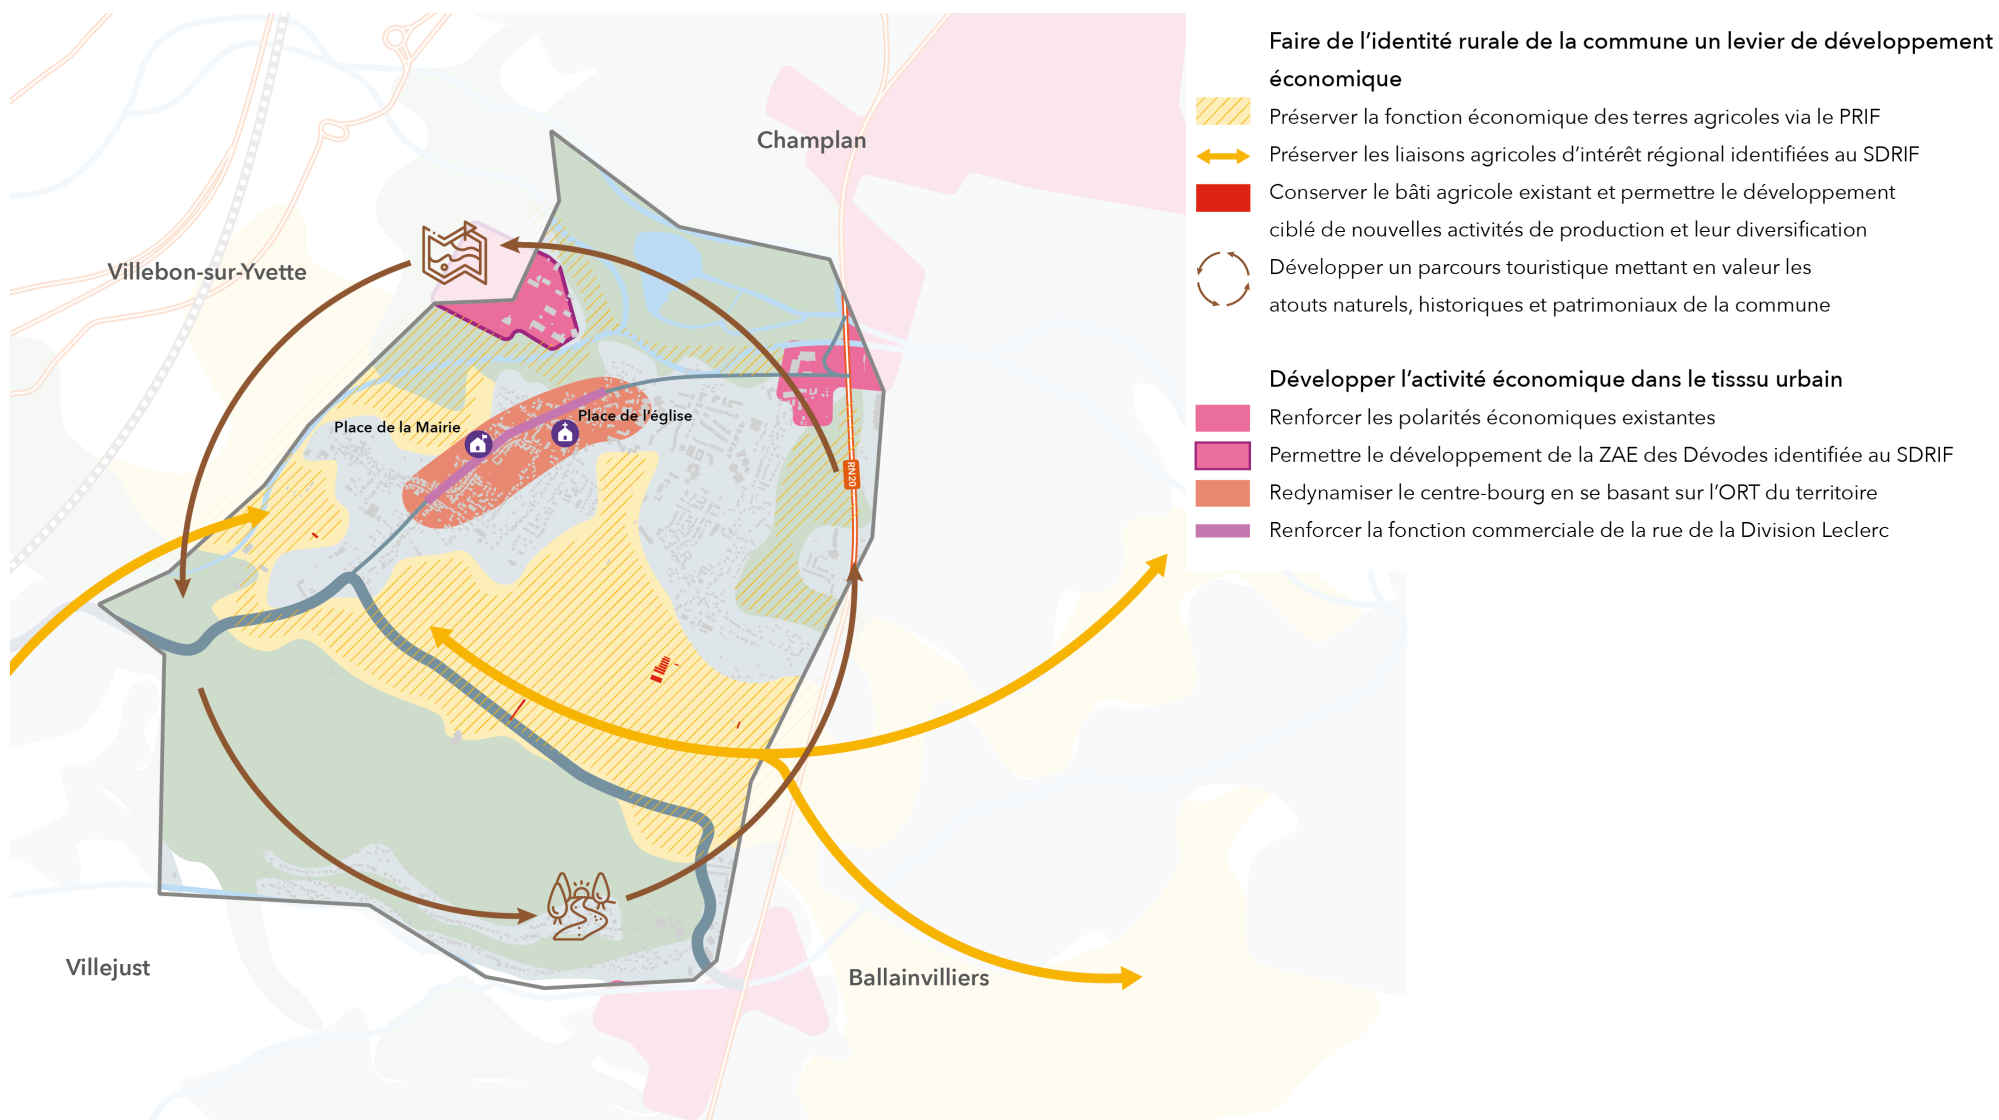 Faire de l’identité rurale de la commune un levier de développement
économique
Préserver la fonction économique des terres agricoles via le PRIF
Préserver les liaisons agricoles d’intérêt régional identifiées au SDRIF
Conserver le bâti agricole existant et permettre le développement
ciblé de nouvelles activités de production et leur diversification
Développer un parcours touristique mettant en valeur les
atouts naturels, historiques et patrimoniaux de la commune
Développer l’activité économique dans le tisssu urbain
Renforcer les polarités économiques existantes
Permettre le développement de la ZAE des Dévodes identifiée au SDRIF
Redynamiser le centre-bourg en se basant sur l’ORT du territoire
Renforcer la fonction commerciale de la rue de la Division Leclerc
Champlan
Villebon-sur-Yvette
Place de l’église
Place de la Mairie
RN20
Villejust
Ballainvilliers